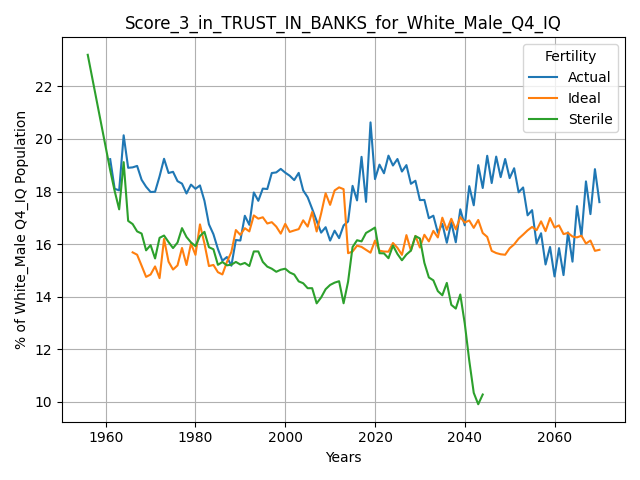 Score_3_in_TRUST_IN_BANKS_for_White_Male_Q4_IQ
Fertility
Actual
Ideal
Sterile
% of White_Male Q4_IQ Population
22
20
18
16
14
12
10
1960 1980 2000 2020 2040 2060
Years